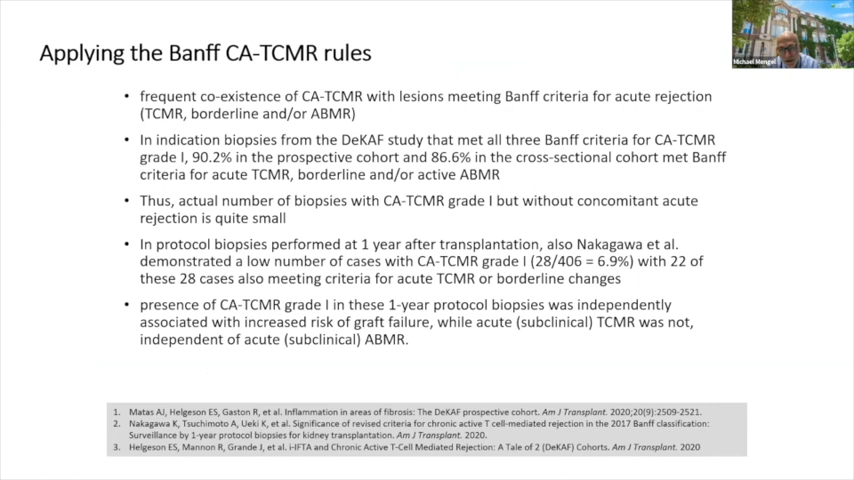 Applying the Banff CA-TCMR rules
Michael Mengel
• frequent co-existence of CA-TCMR with lesions meeting Banff criteria for acute rejection
(TCMR, borderline and/or ABMR)
• In indication biopsies from the DeKAF study that met all three Banff criteria for CA-TCMR
grade I, 90.2% in the prospective cohort and 86.6% in the cross-sectional cohort met Banff
criteria for acute TCMR, borderline and/or active ABMR
• Thus, actual number of biopsies with CA-TCMR grade I but without concomitant acute
rejection is quite small
• In protocol biopsies performed at 1 year after transplantation, also Nakagawa et al.
demonstrated a low number of cases with CA-TCMR grade I (28/406 = 6.9%) with 22 of
these 28 cases also meeting criteria for acute TCMR or borderline changes
• presence of CA-TCMR grade I in these 1-year protocol biopsies was independently
associated with increased risk of graft failure, while acute (subclinical) TCMR was not,
independent of acute (subclinical) ABMR.
1. Matas AJ, Helgeson ES, Gaston R, et al. Inflammation in areas of fibrosis: The DeKAF prospective cohort. Am J Transplant. 2020;20(9):2509-2521.
2. Nakagawa K, Tsuchimoto A, Ueki K, et al. Significance of revised criteria for chronic active T cell-mediated rejection in the 2017 Banff classification:
Surveillance by 1-year protocol biopsies for kidney transplantation. Am J Transplant. 2020.
3. Helgeson ES, Mannon R, Grande J, et al. i-IFTA and Chronic Active T-Cell Mediated Rejection: A Tale of 2 (DeKAF) Cohorts. Am J Transplant. 2020